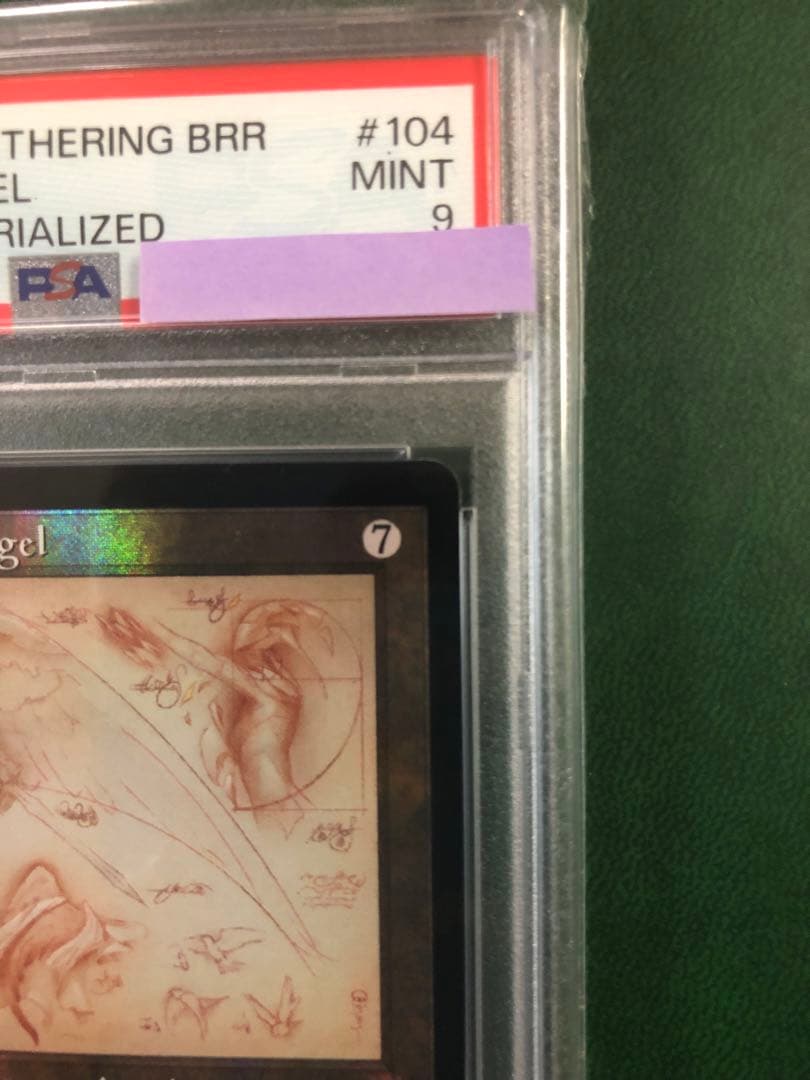 THERING BRR #104
EL MINT
RIALIZED 9
PSA
gel 7